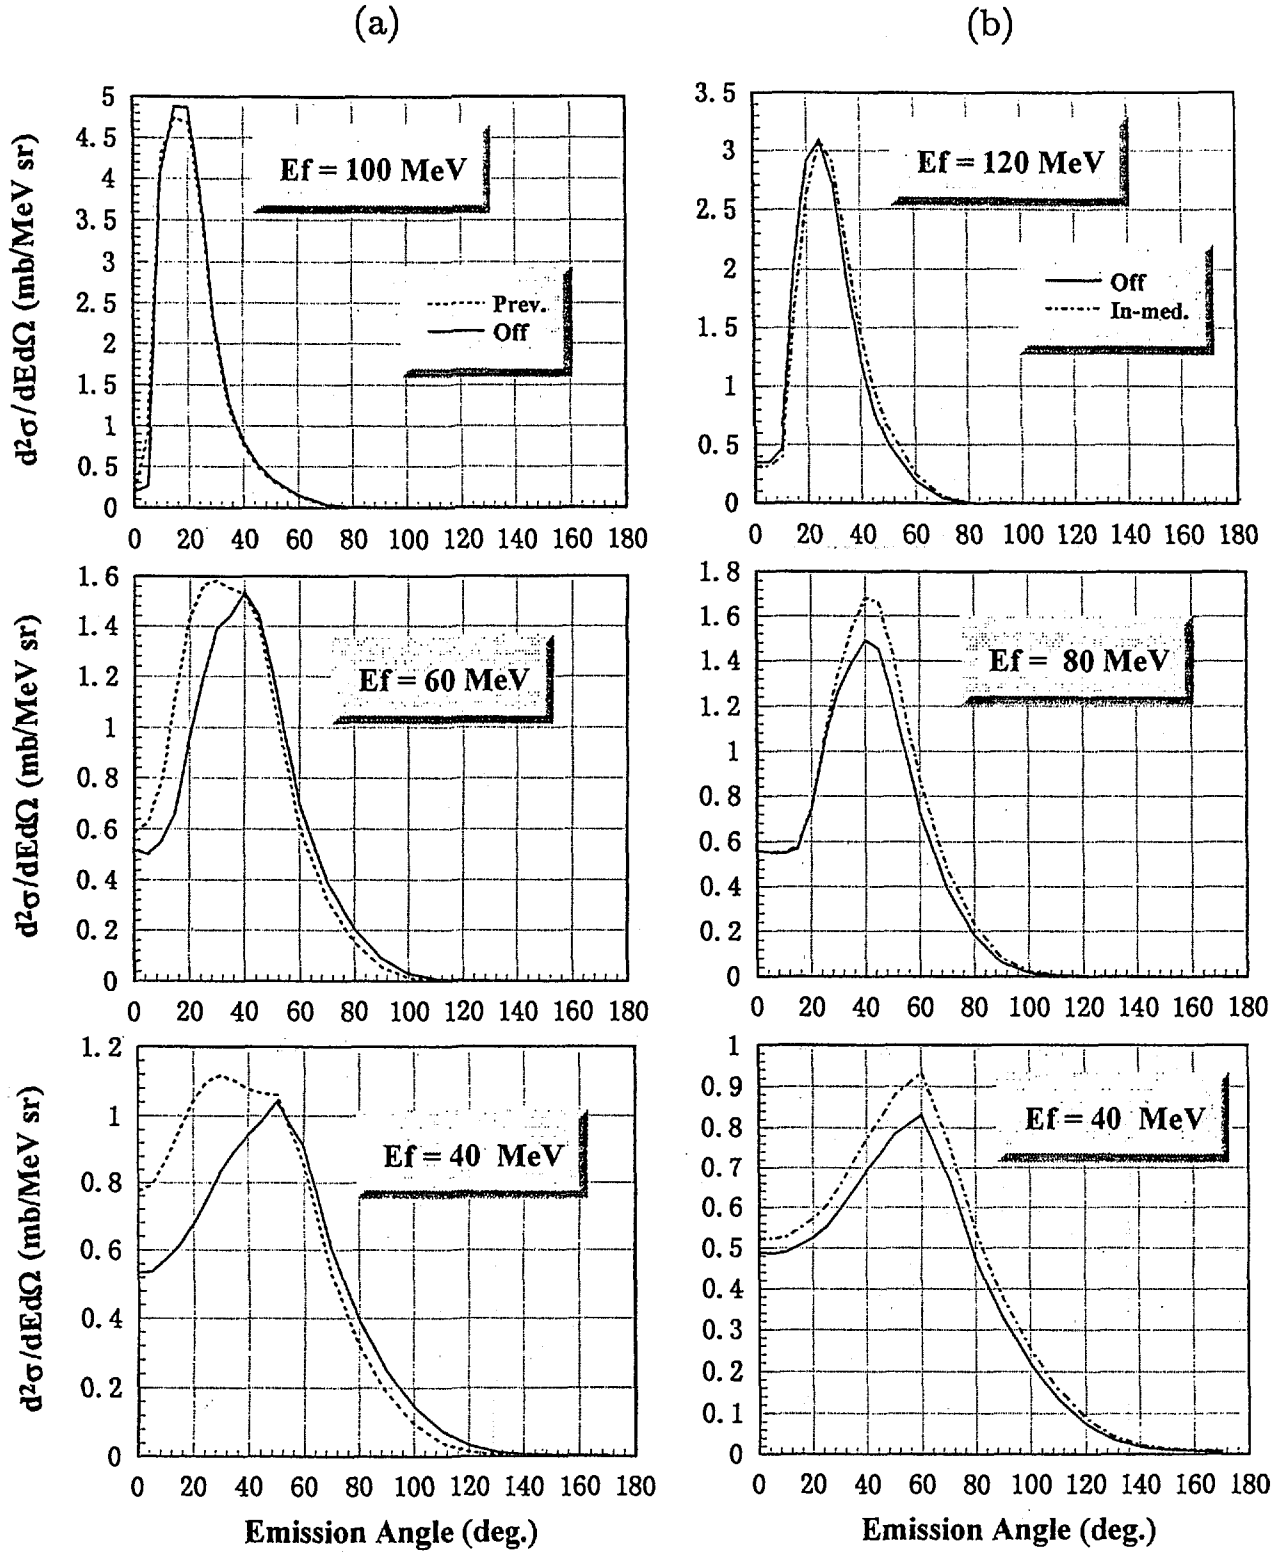 (a)
(b)
d²σ/dEdΩ (mb/MeV sr)
5
4.5
4
3.5
3
2.5
2
1.5
1
0.5
0
0 20 40 60 80 100 120 140 160 180
Ef = 100 MeV
Prev.
Off
3.5
3
2.5
2
1.5
1
0.5
0
0 20 40 60 80 100 120 140 160 180
Ef = 120 MeV
Off
In-med.
d²σ/dEdΩ (mb/MeV sr)
1.6
1.4
1.2
1
0.8
0.6
0.4
0.2
0
0 20 40 60 80 100 120 140 160 180
Ef = 60 MeV
1.8
1.6
1.4
1.2
1
0.8
0.6
0.4
0.2
0
0 20 40 60 80 100 120 140 160 180
Ef = 80 MeV
d²σ/dEdΩ (mb/MeV sr)
1.2
1
0.8
0.6
0.4
0.2
0
0 20 40 60 80 100 120 140 160 180
Ef = 40 MeV
Emission Angle (deg.)
1
0.9
0.8
0.7
0.6
0.5
0.4
0.3
0.2
0.1
0
0 20 40 60 80 100 120 140 160 180
Ef = 40 MeV
Emission Angle (deg.)